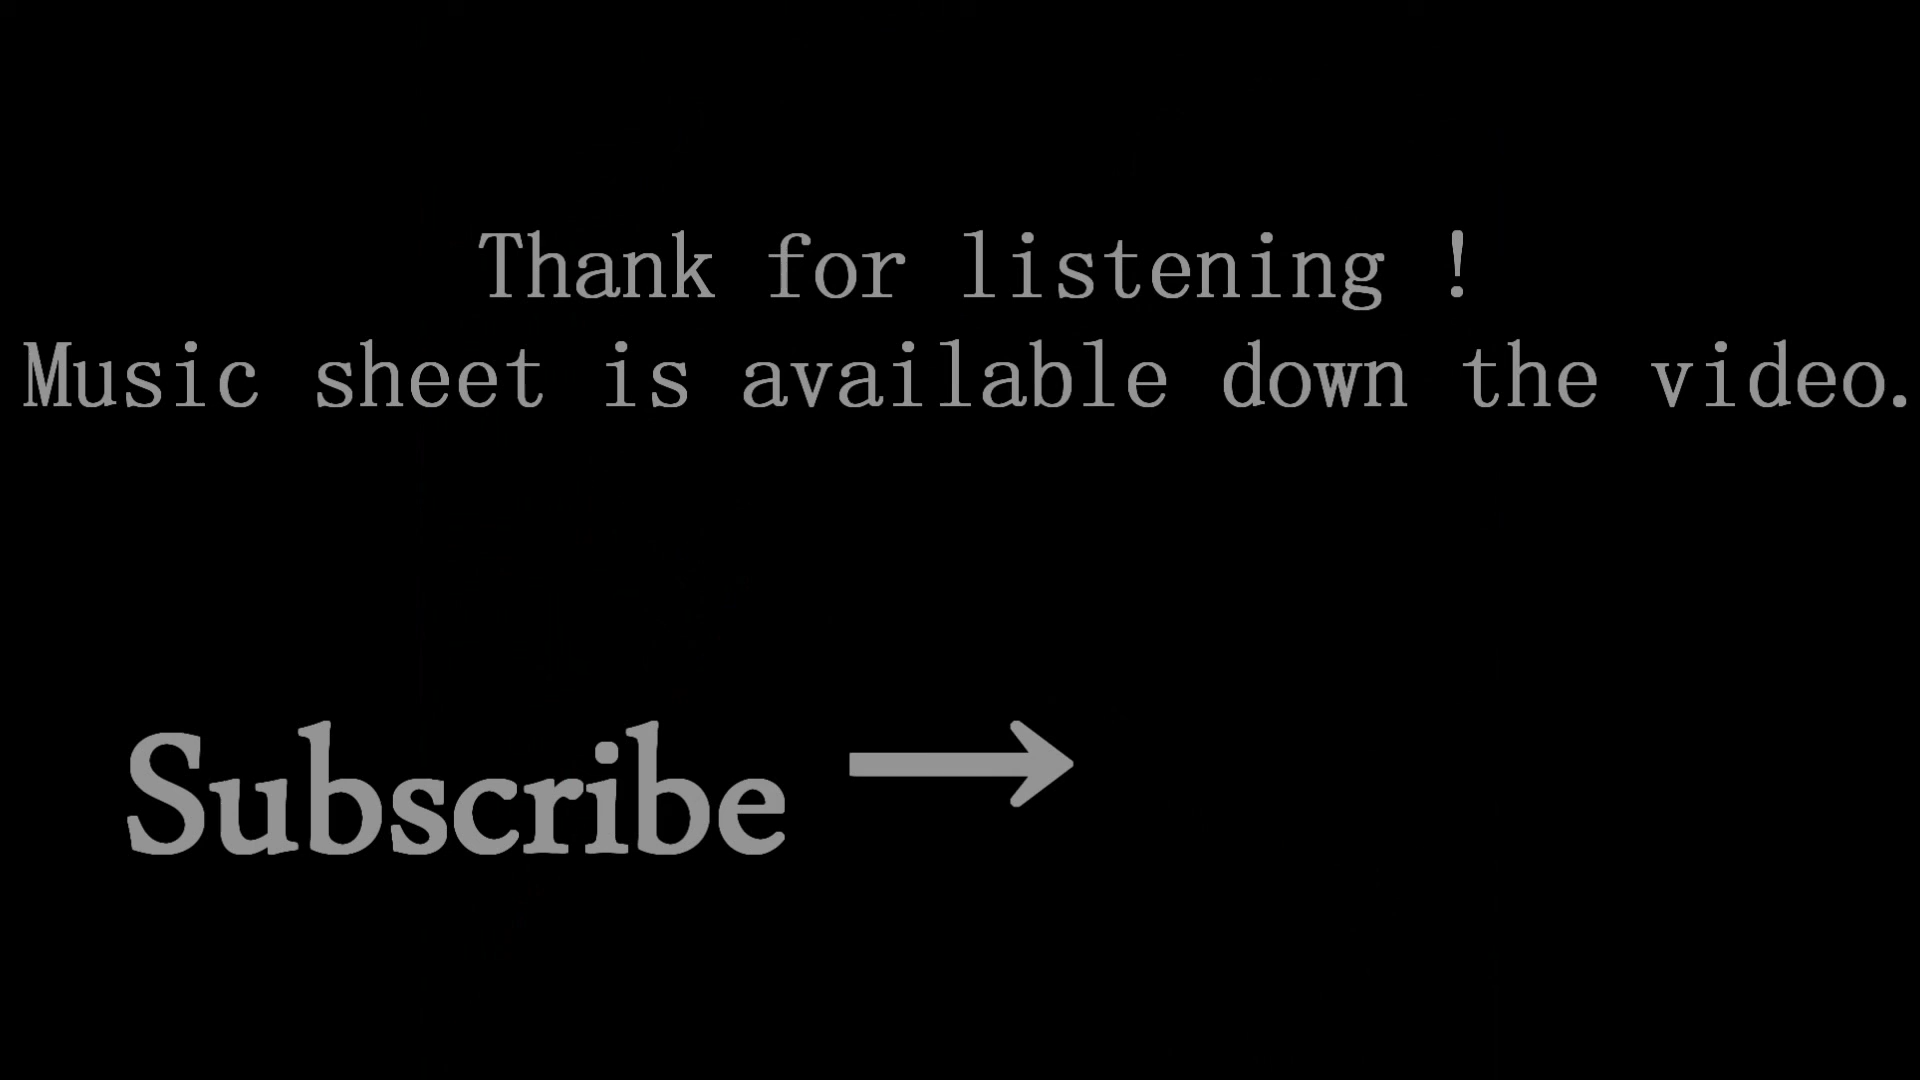 Thank for listening !
Music sheet is available down the video.
Subscribe →